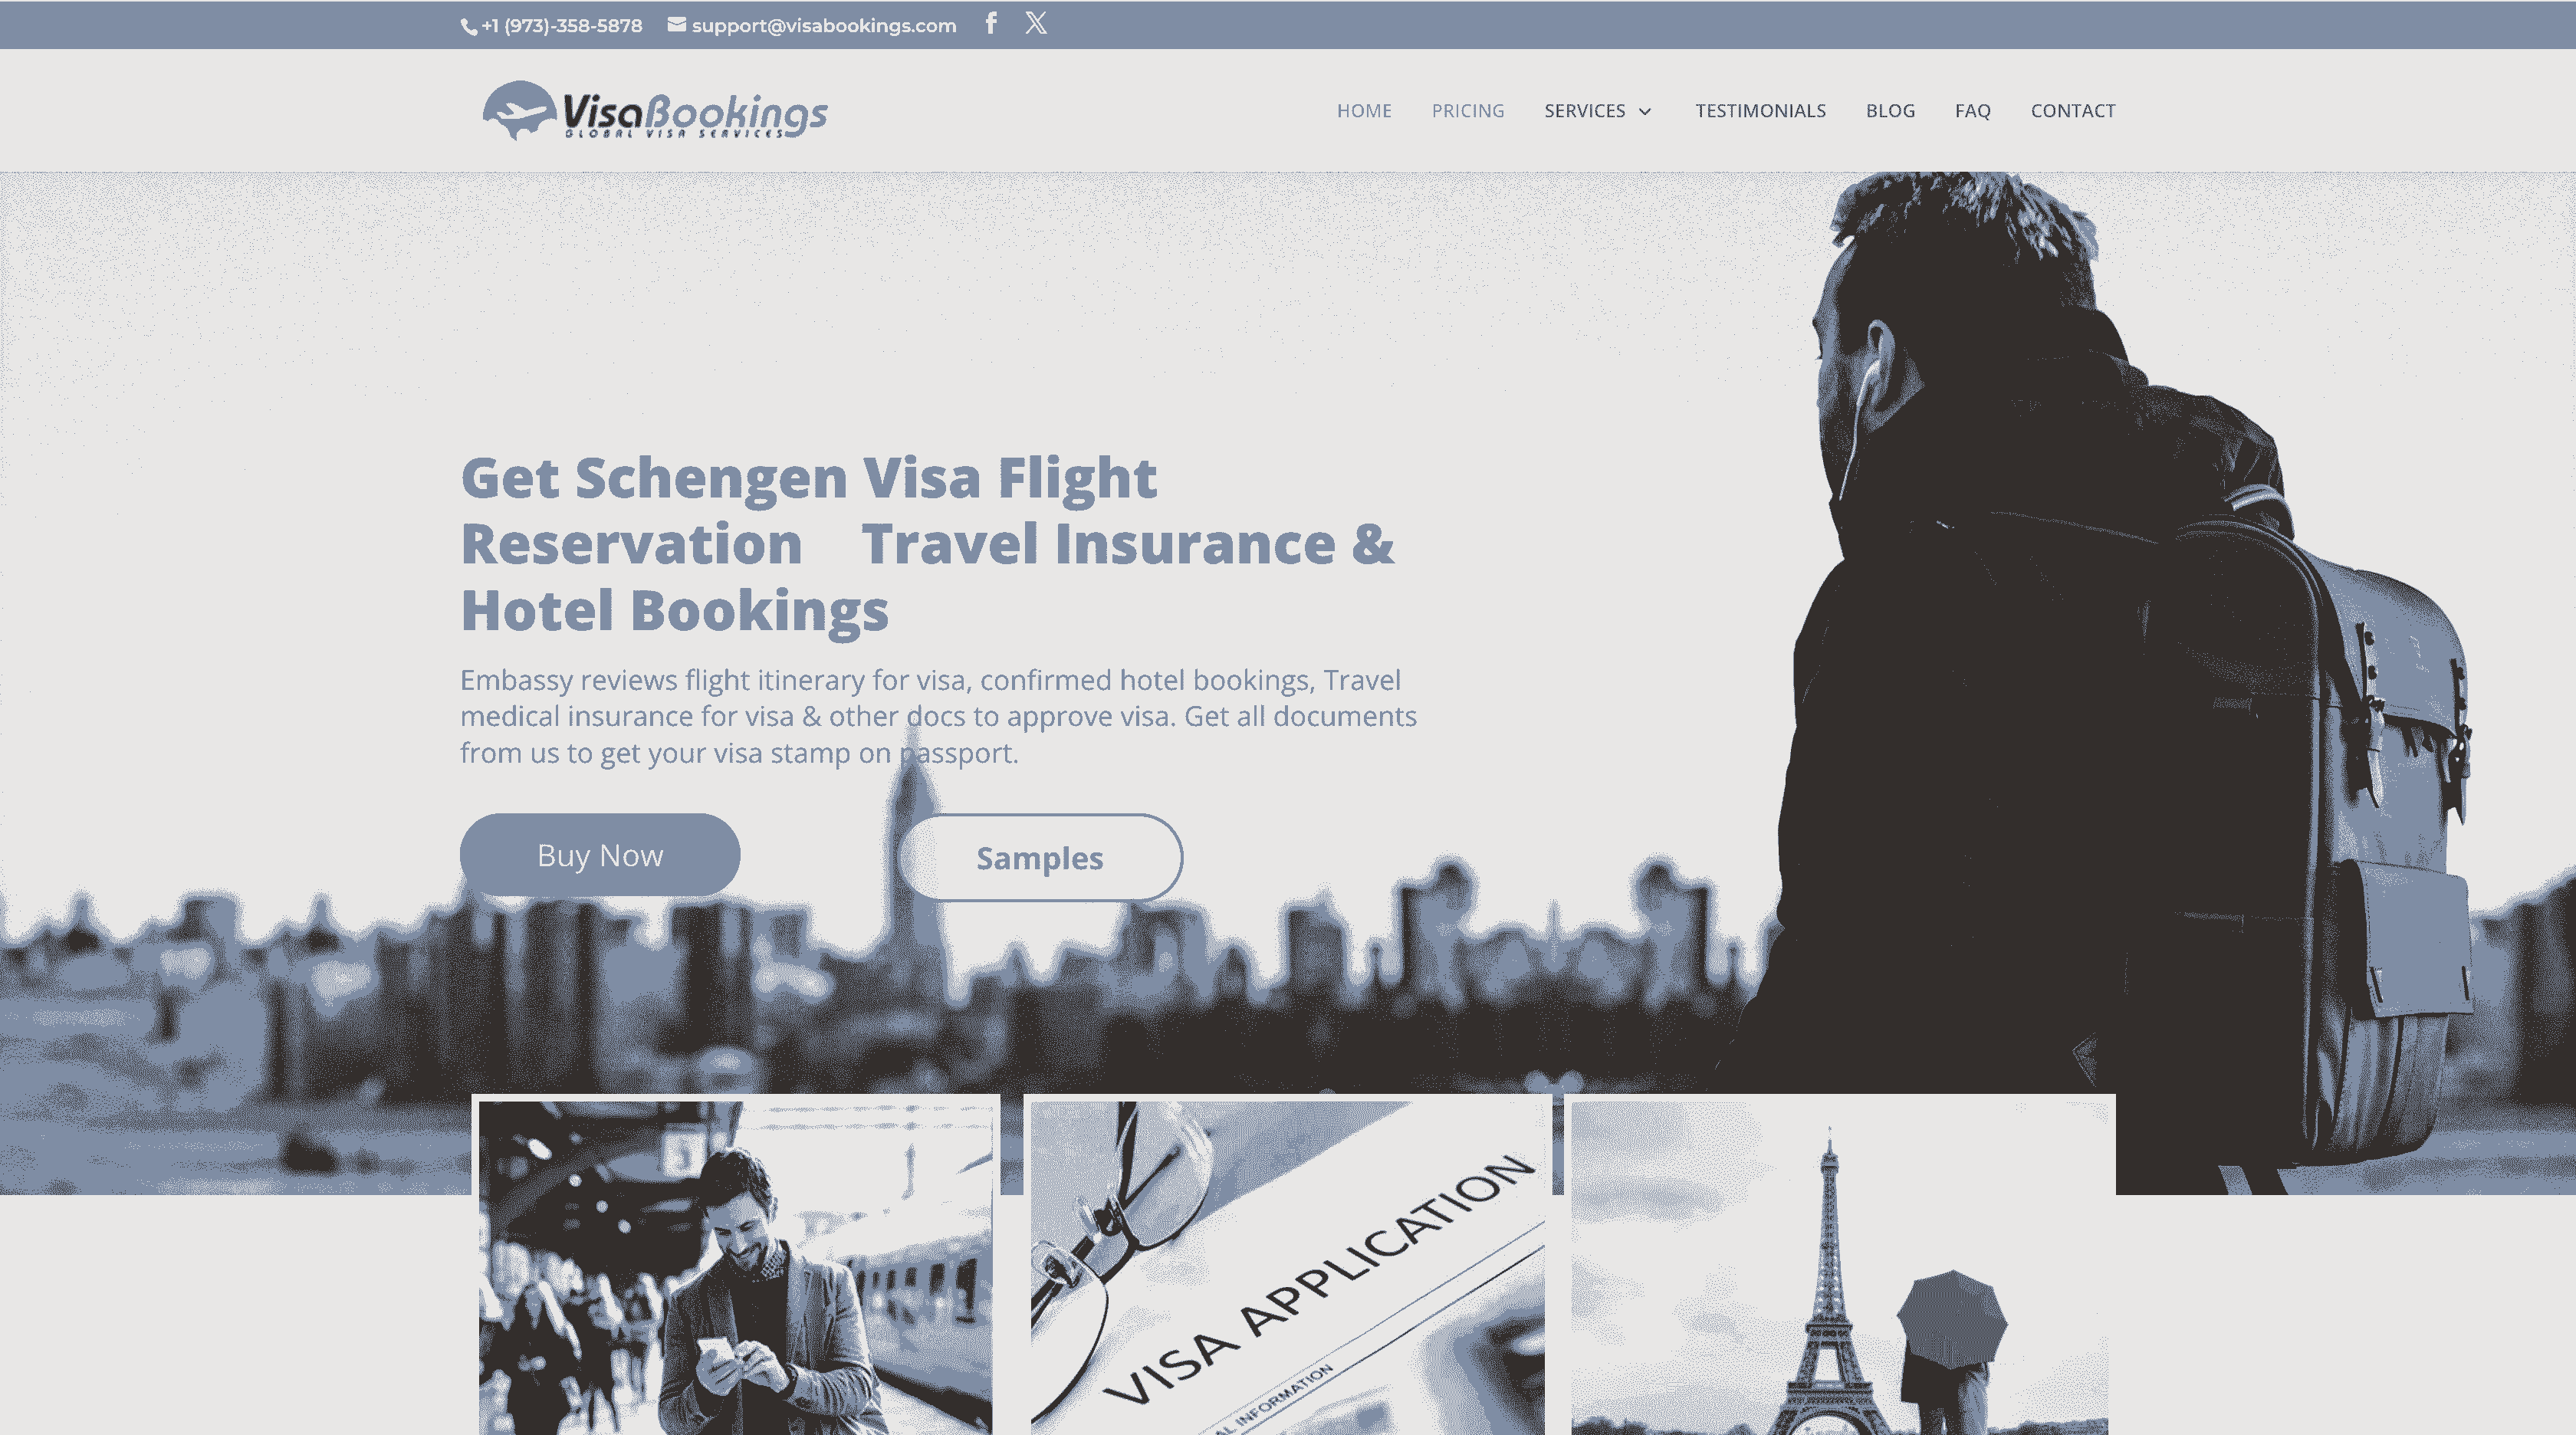 +1 (973)-358-5878 support@visabookings.com
VisaBookings
GLOBAL VISA SERVICES
HOME PRICING SERVICES TESTIMONIALS BLOG FAQ CONTACT
Get Schengen Visa Flight
Reservation Travel Insurance &
Hotel Bookings
Embassy reviews flight itinerary for visa, confirmed hotel bookings, Travel
medical insurance for visa & other docs to approve visa. Get all documents
from us to get your visa stamp on passport.
Buy Now
Samples
3
VISA APPLICATION
INFORMATION